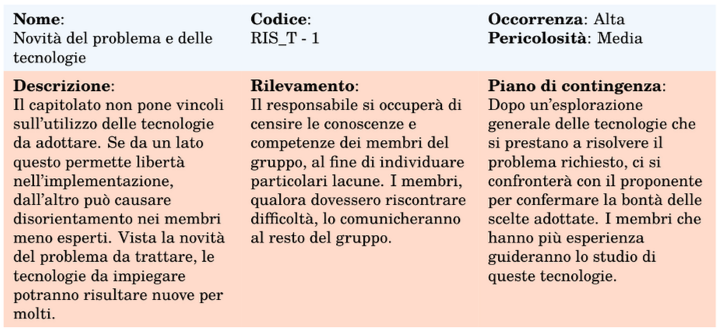 Nome:
Novità del problema e delle
tecnologie
Codice:
RIS_T - 1
Occorrenza: Alta
Pericolosità: Media
Descrizione:
Il capitolato non pone vincoli
sull'utilizzo delle tecnologie
da adottare. Se da un lato
questo permette libertà
nell'implementazione,
dall'altro può causare
disorientamento nei membri
meno esperti. Vista la novità
del problema da trattare, le
tecnologie da impiegare
potranno risultare nuove per
molti.
Rilevamento:
Il responsabile si occuperà di
censire le conoscenze e
competenze dei membri del
gruppo, al fine di individuare
particolari lacune. I membri,
qualora dovessero riscontrare
difficoltà, lo comunicheranno
al resto del gruppo.
Piano di contingenza:
Dopo un'esplorazione
generale delle tecnologie che
si prestano a risolvere il
problema richiesto, ci si
confronterà con il proponente
per confermare la bontà delle
scelte adottate. I membri che
hanno più esperienza
guideranno lo studio di
queste tecnologie.